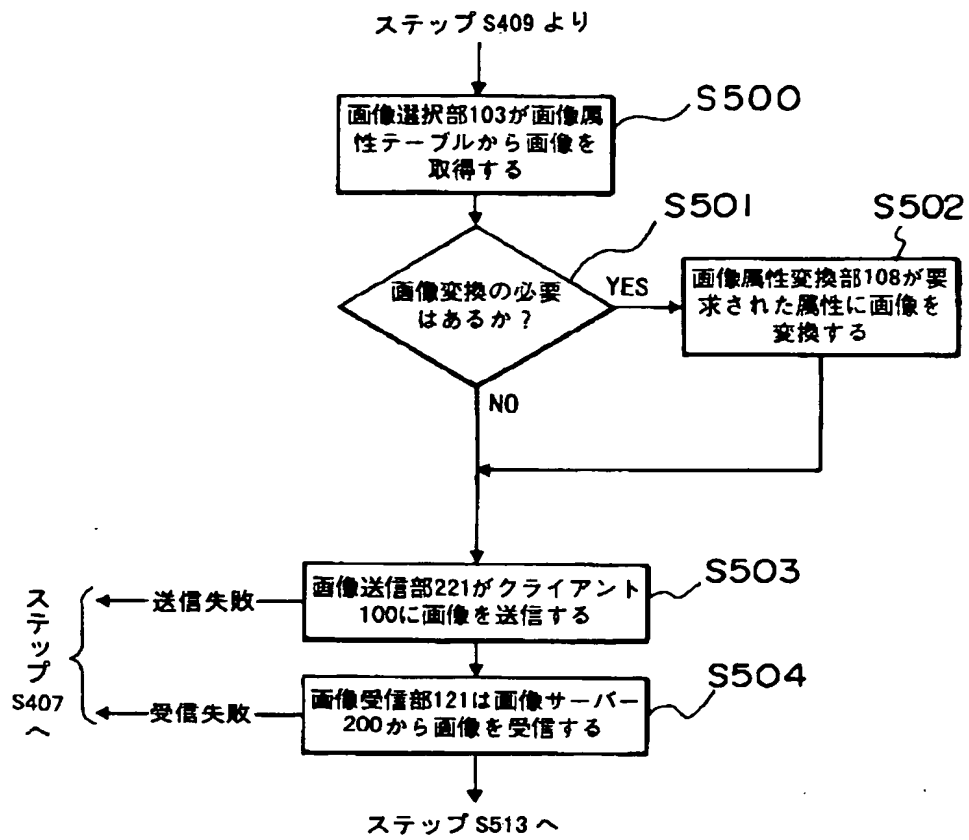 ステップS409より
S500
画像選択部103が画像属
性テーブルから画像を
取得する
S501
画像変換の必要
はあるか？
YES
NO
S502
画像属性変換部108が要
求された属性に画像を
変換する
S503
画像送信部221がクライアント
100に画像を送信する
送信失敗
S504
画像受信部121は画像サーバー
200から画像を受信する
受信失敗
ステップ
S407
へ
ステップS513へ